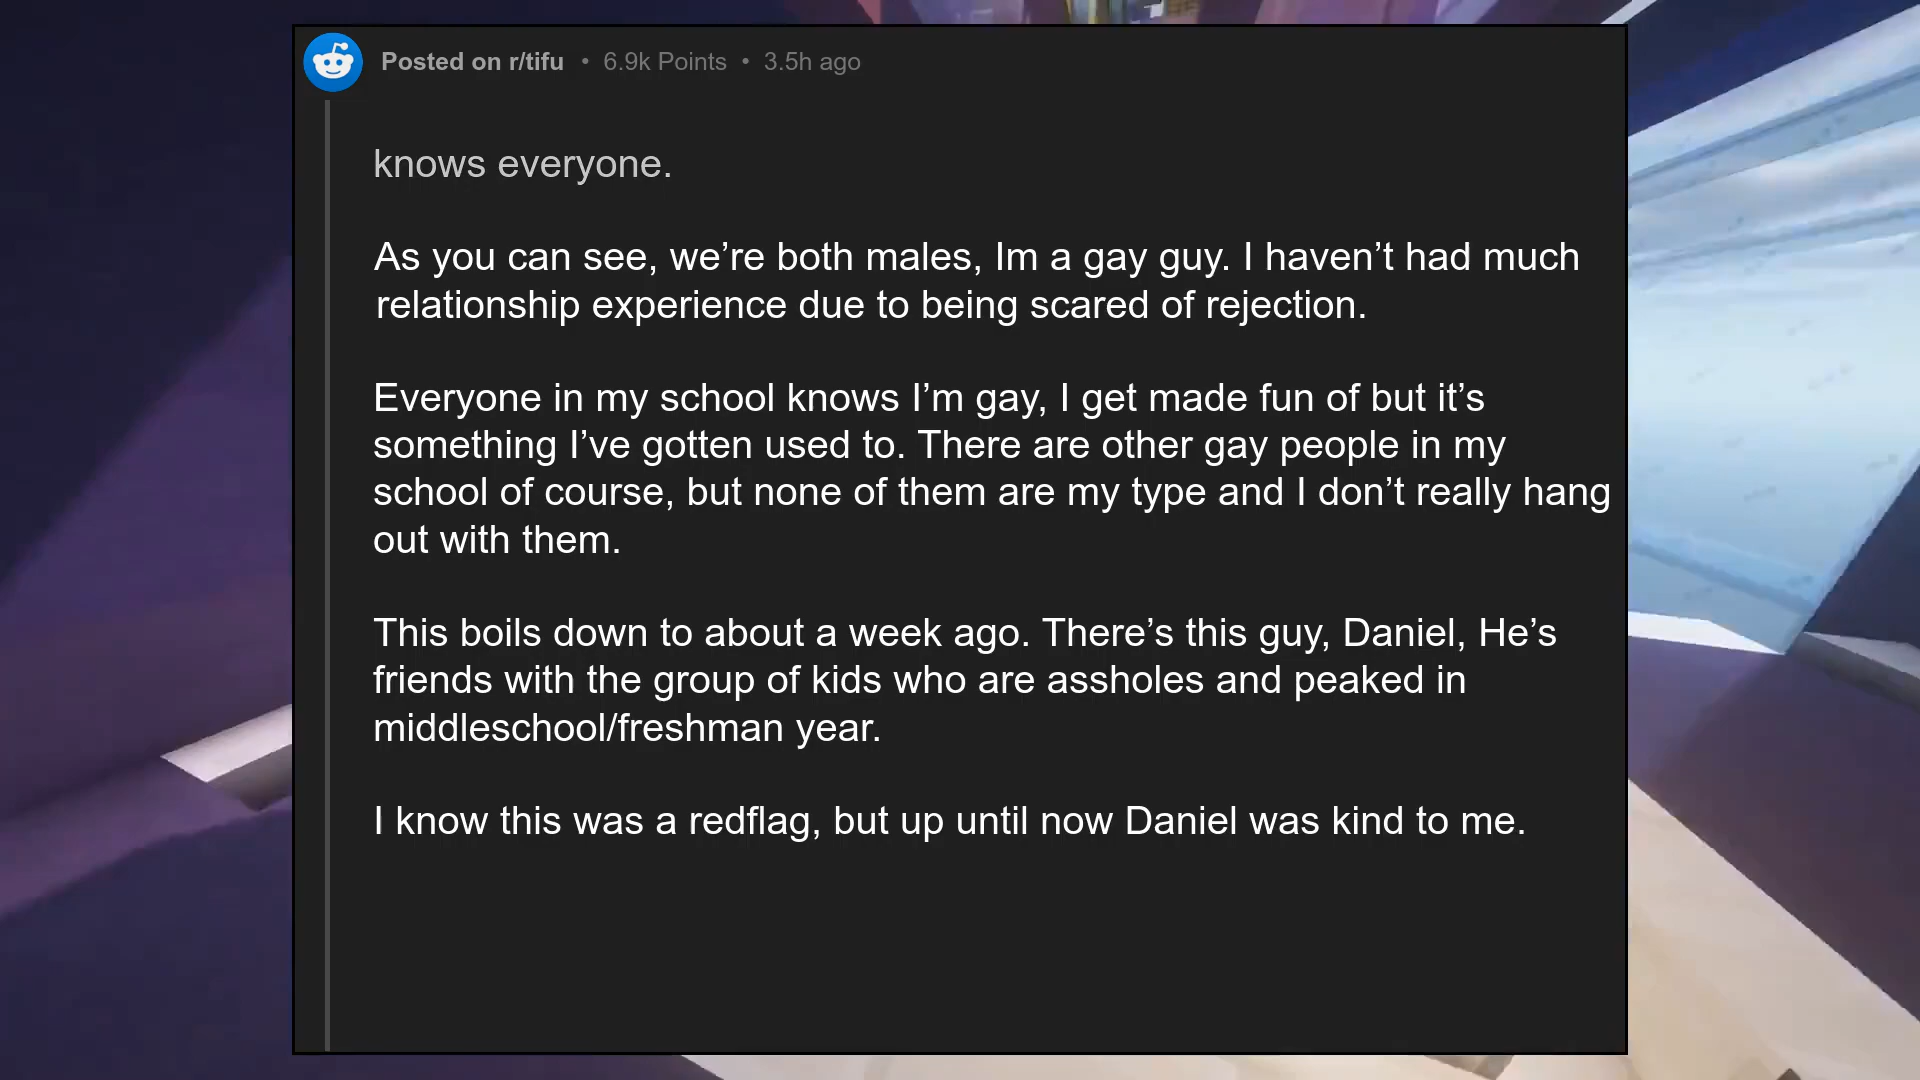 Posted on r/tifu • 6.9k Points • 3.5h ago
knows everyone.
As you can see, we’re both males, Im a gay guy. I haven’t had much
relationship experience due to being scared of rejection.
Everyone in my school knows I’m gay, I get made fun of but it’s
something I’ve gotten used to. There are other gay people in my
school of course, but none of them are my type and I don’t really hang
out with them.
This boils down to about a week ago. There’s this guy, Daniel, He’s
friends with the group of kids who are assholes and peaked in
middleschool/freshman year.
I know this was a redflag, but up until now Daniel was kind to me.